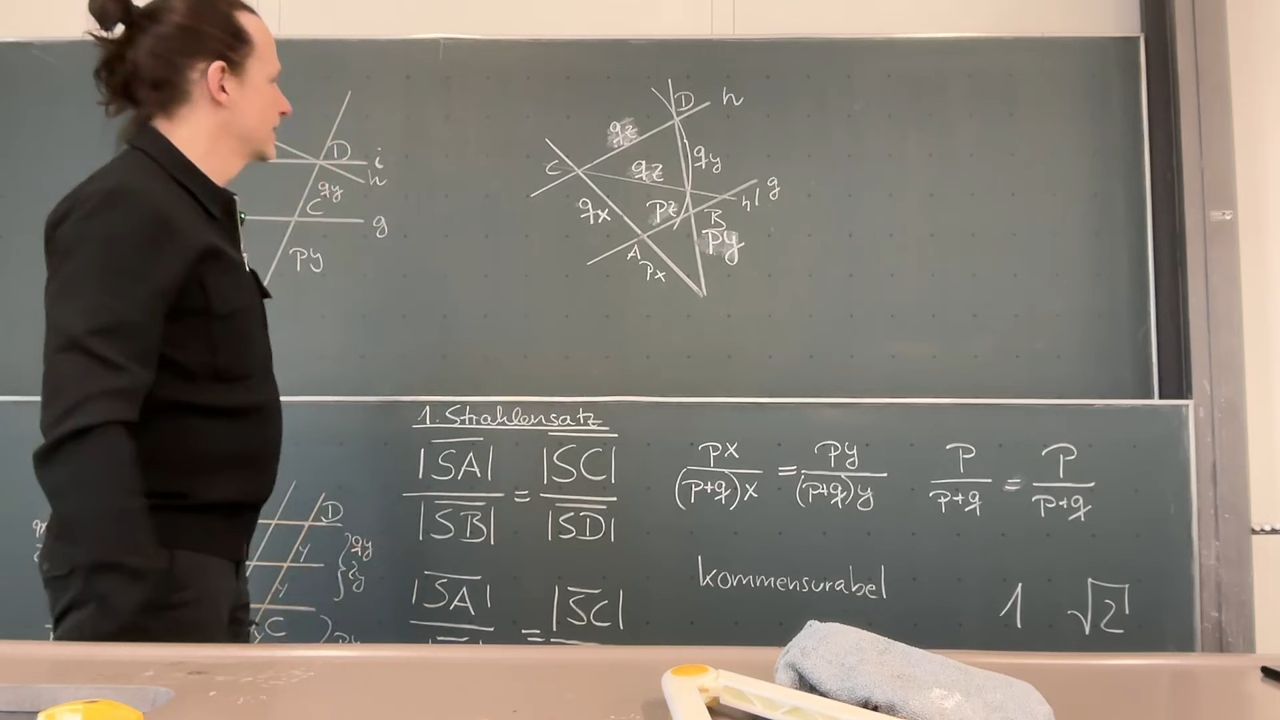 D i
h
qy
C g
py
D h
qz
C qz qy
g
qx pz B h'
A py
px
1. Strahlensatz
|SA| / |SB| = |SC| / |SD|
px / (p+q)x = py / (p+q)y
p / p+q = p / p+q
D
y qy
2y
y
C
kommensurabel
1 √2
|SA| = |SC|